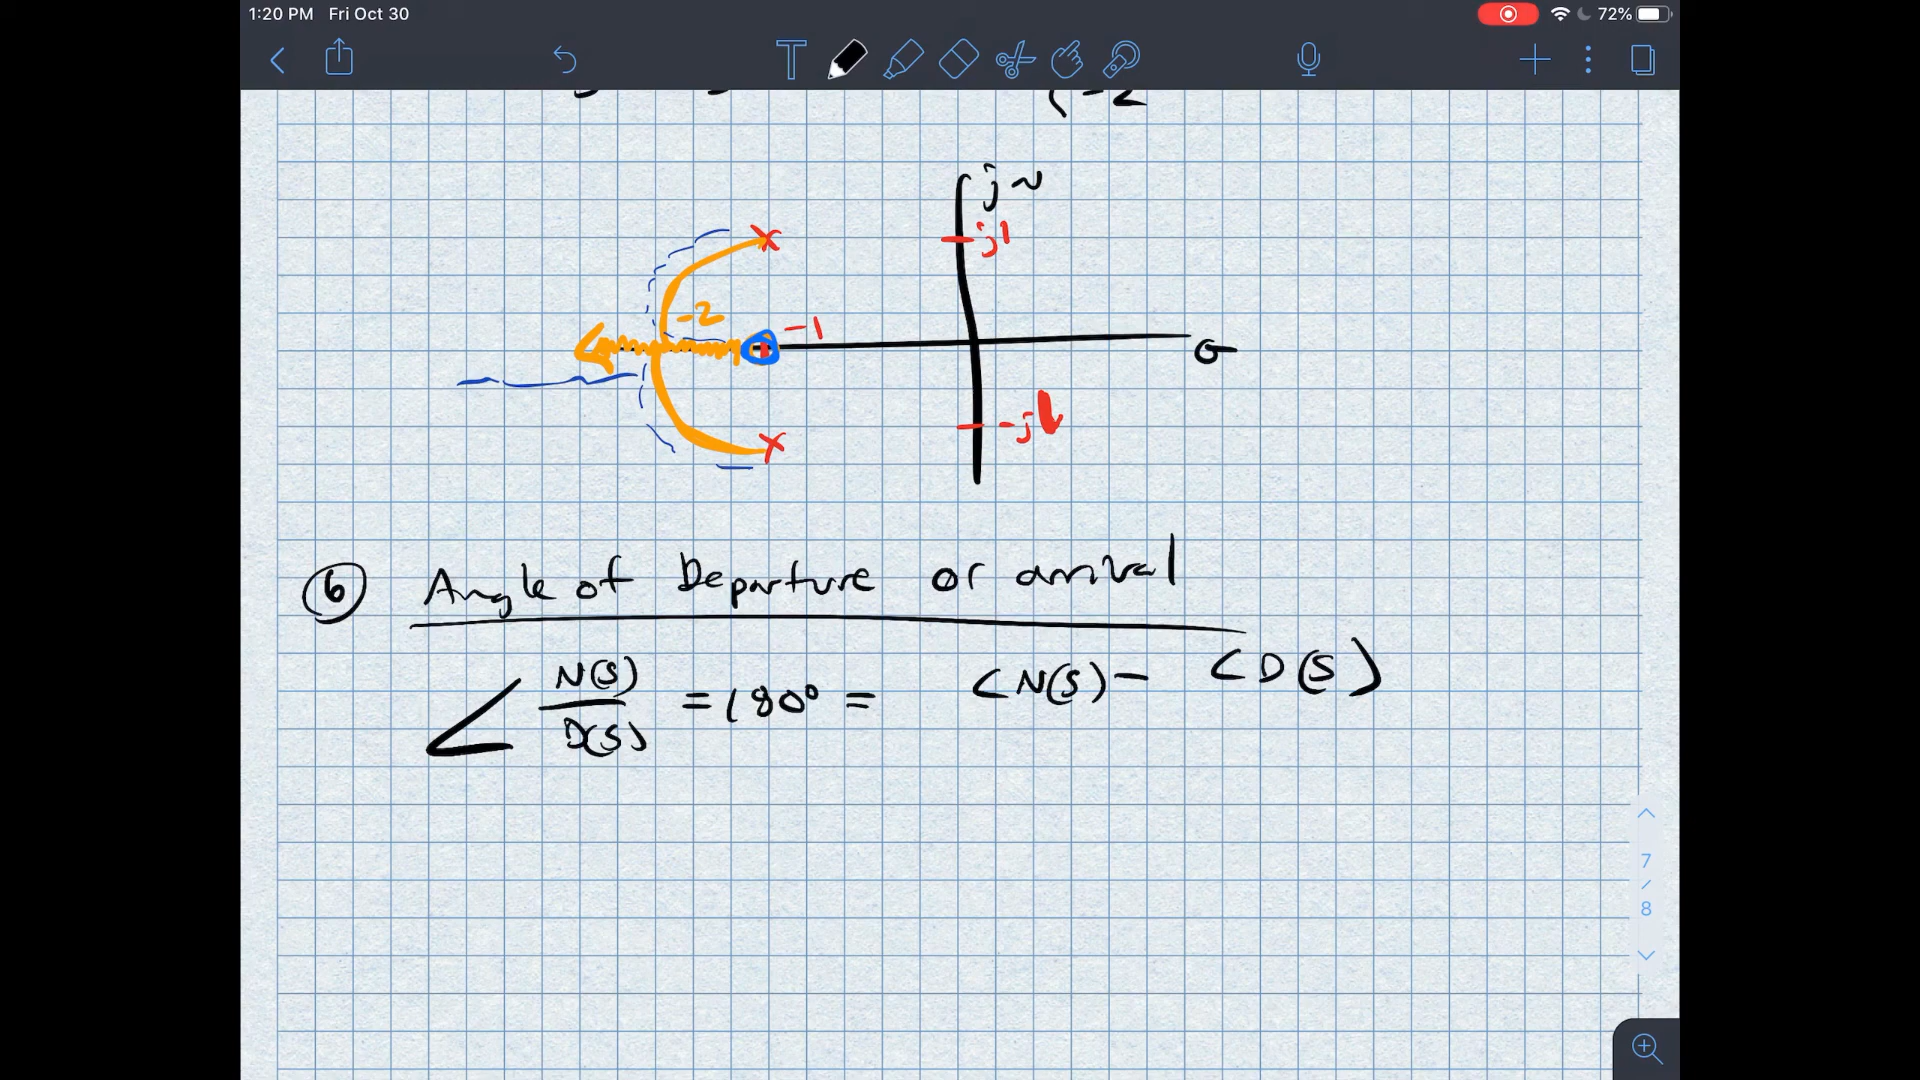 1:20 PM Fri Oct 30
72%
jω
j1
-2
-1
σ
-j1
6 Angle of Departure or arrival
∠ N(s)/D(s) = 180° = ∠N(s) - ∠D(s)
7
/
8